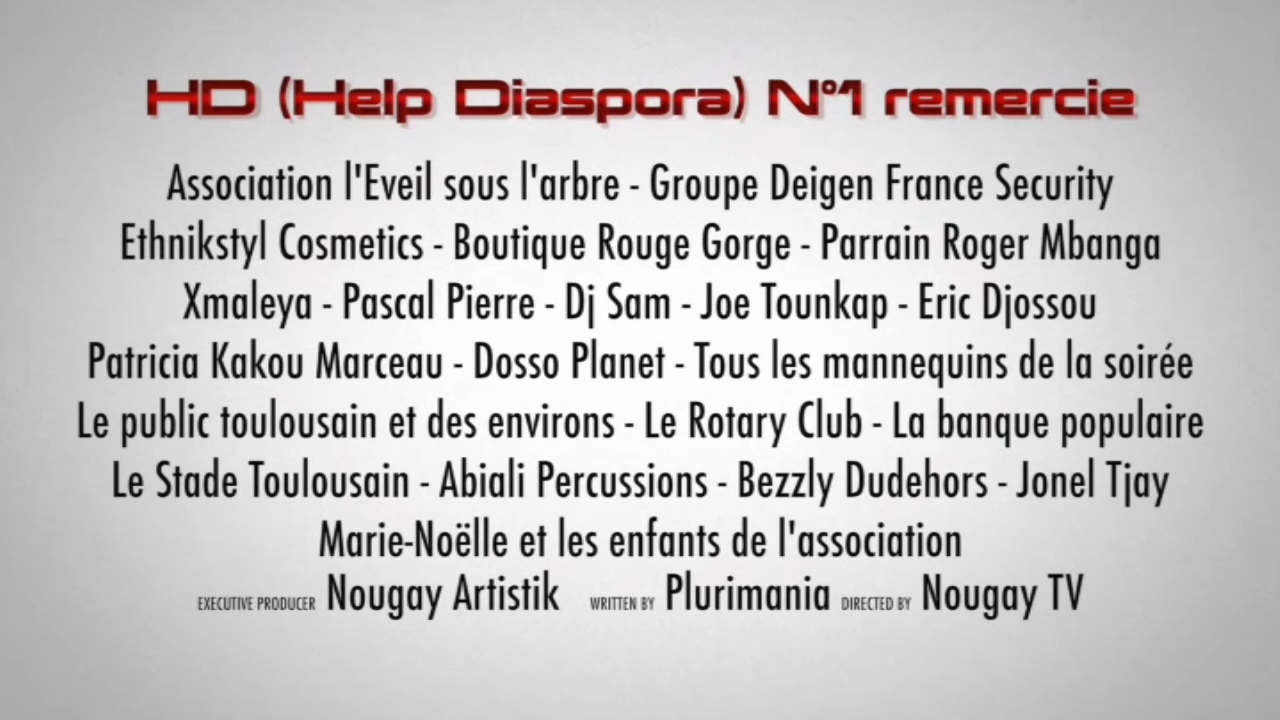 HD (Help Diaspora) N°1 remercie
Association l'Eveil sous l'arbre - Groupe Deigen France Security
Ethnikstyl Cosmetics - Boutique Rouge Gorge - Parrain Roger Mbanga
Xmaleya - Pascal Pierre - Dj Sam - Joe Tounkap - Eric Djossou
Patricia Kakou Marceau - Dosso Planet - Tous les mannequins de la soirée
Le public toulousain et des environs - Le Rotary Club - La banque populaire
Le Stade Toulousain - Abiali Percussions - Bezzly Dudehors - Jonel Tjay
Marie-Noëlle et les enfants de l'association
EXECUTIVE PRODUCER Nougay Artistik WRITTEN BY Plurimania DIRECTED BY Nougay TV